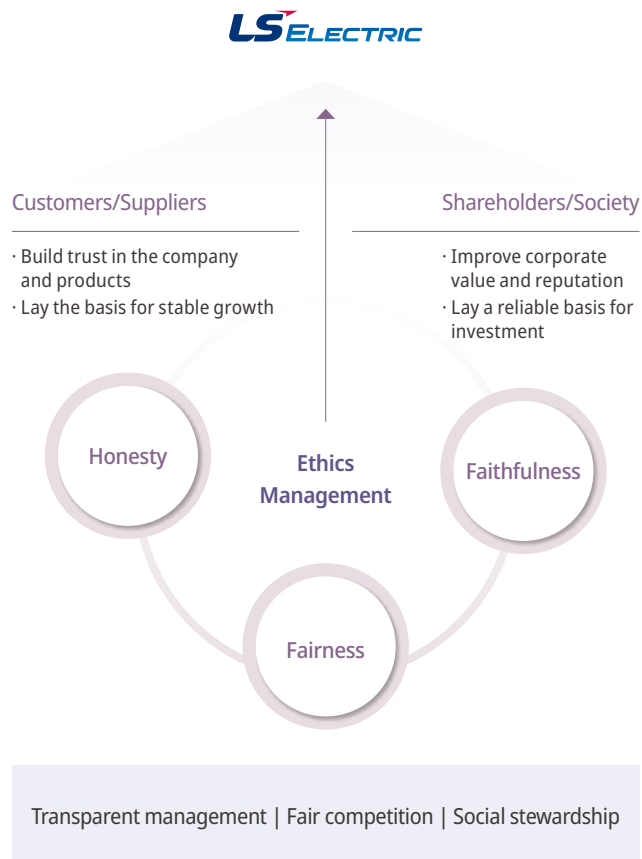 LS ELECTRIC
Customers/Suppliers
· Build trust in the company
and products
· Lay the basis for stable growth
Shareholders/Society
· Improve corporate
value and reputation
· Lay a reliable basis for
investment
Honesty
Ethics
Management
Faithfulness
Fairness
Transparent management | Fair competition | Social stewardship